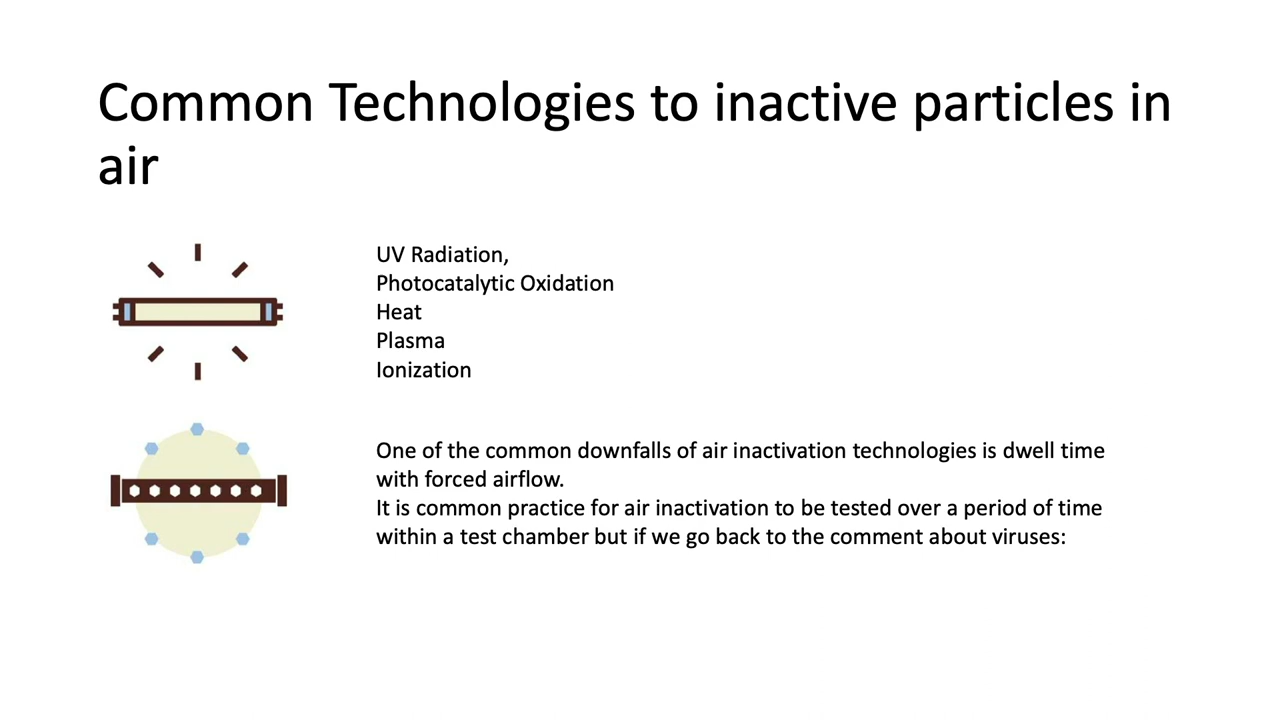 Common Technologies to inactive particles in
air
UV Radiation,
Photocatalytic Oxidation
Heat
Plasma
Ionization
One of the common downfalls of air inactivation technologies is dwell time
with forced airflow.
It is common practice for air inactivation to be tested over a period of time
within a test chamber but if we go back to the comment about viruses: